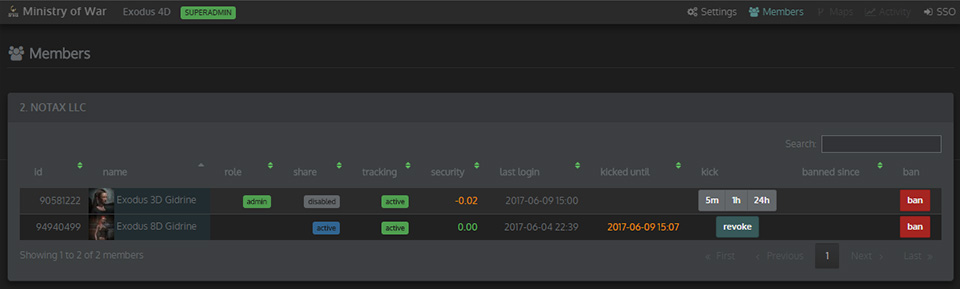 Ministry of War Exodus 4D SUPERADMIN Settings Members Maps Activity SSO
Members
2. NOTAX LLC
Search:
id name role share tracking security last login kicked until kick banned since ban
90581222 Exodus 3D Gidrine admin disabled active -0.02 2017-06-09 15:00 5m 1h 24h ban
94940499 Exodus 8D Gidrine active active 0.00 2017-06-04 22:39 2017-06-09 15:07 revoke ban
Showing 1 to 2 of 2 members « First ‹ Previous 1 Next › Last »